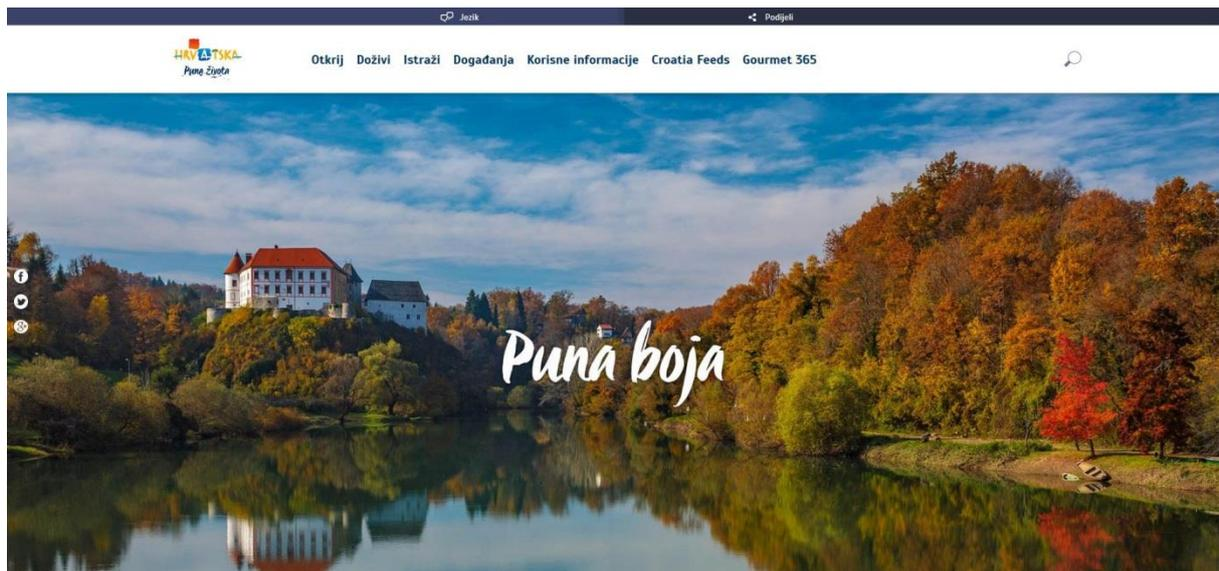 Jezik
Podijeli
HRVATSKA
Puna života
Otkrij Doživi Istraži Događanja Korisne informacije Croatia Feeds Gourmet 365
Puna boja